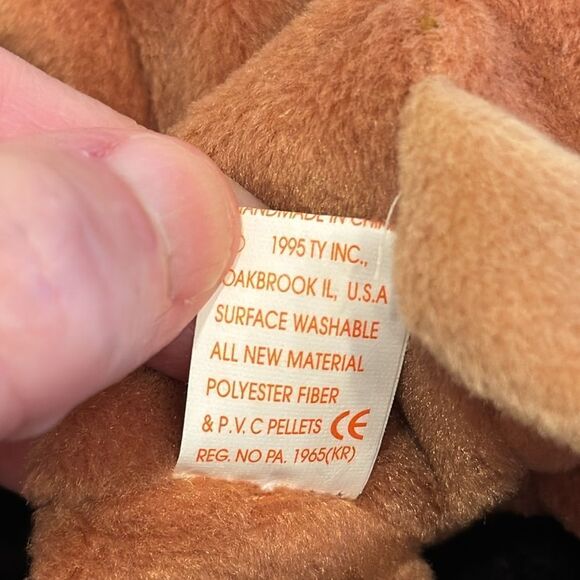 HANDMADE IN CHI
© 1995 TY INC.,
OAKBROOK IL, U.S.A
SURFACE WASHABLE
ALL NEW MATERIAL
POLYESTER FIBER
& P.V.C PELLETS CE
REG. NO PA. 1965(KR)